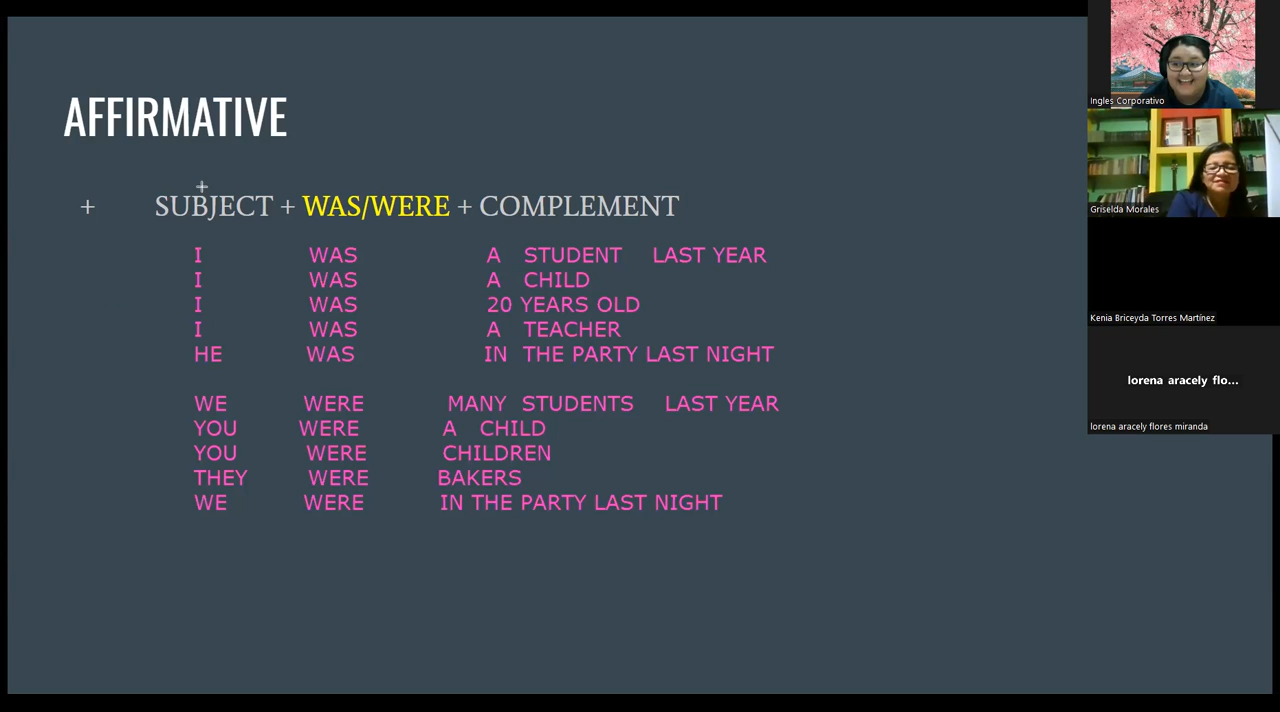 AFFIRMATIVE
+ SUBJECT + WAS/WERE + COMPLEMENT
I WAS A STUDENT LAST YEAR
I WAS A CHILD
I WAS 20 YEARS OLD
I WAS A TEACHER
HE WAS IN THE PARTY LAST NIGHT
WE WERE MANY STUDENTS LAST YEAR
YOU WERE A CHILD
YOU WERE CHILDREN
THEY WERE BAKERS
WE WERE IN THE PARTY LAST NIGHT
Ingles Corporativo
Griselda Morales
Kenia Briceyda Torres Martínez
lorena aracely flo...
lorena aracely flores miranda